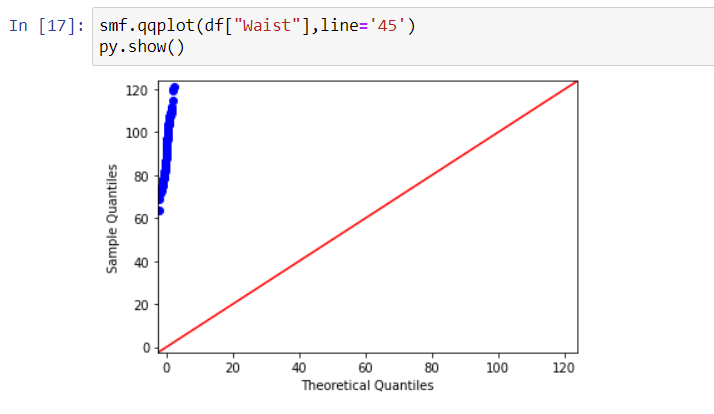 In [17]: smf.qqplot(df["Waist"],line='45')
py.show()
120
100
80
60
40
20
0
Sample Quantiles
0 20 40 60 80 100 120
Theoretical Quantiles